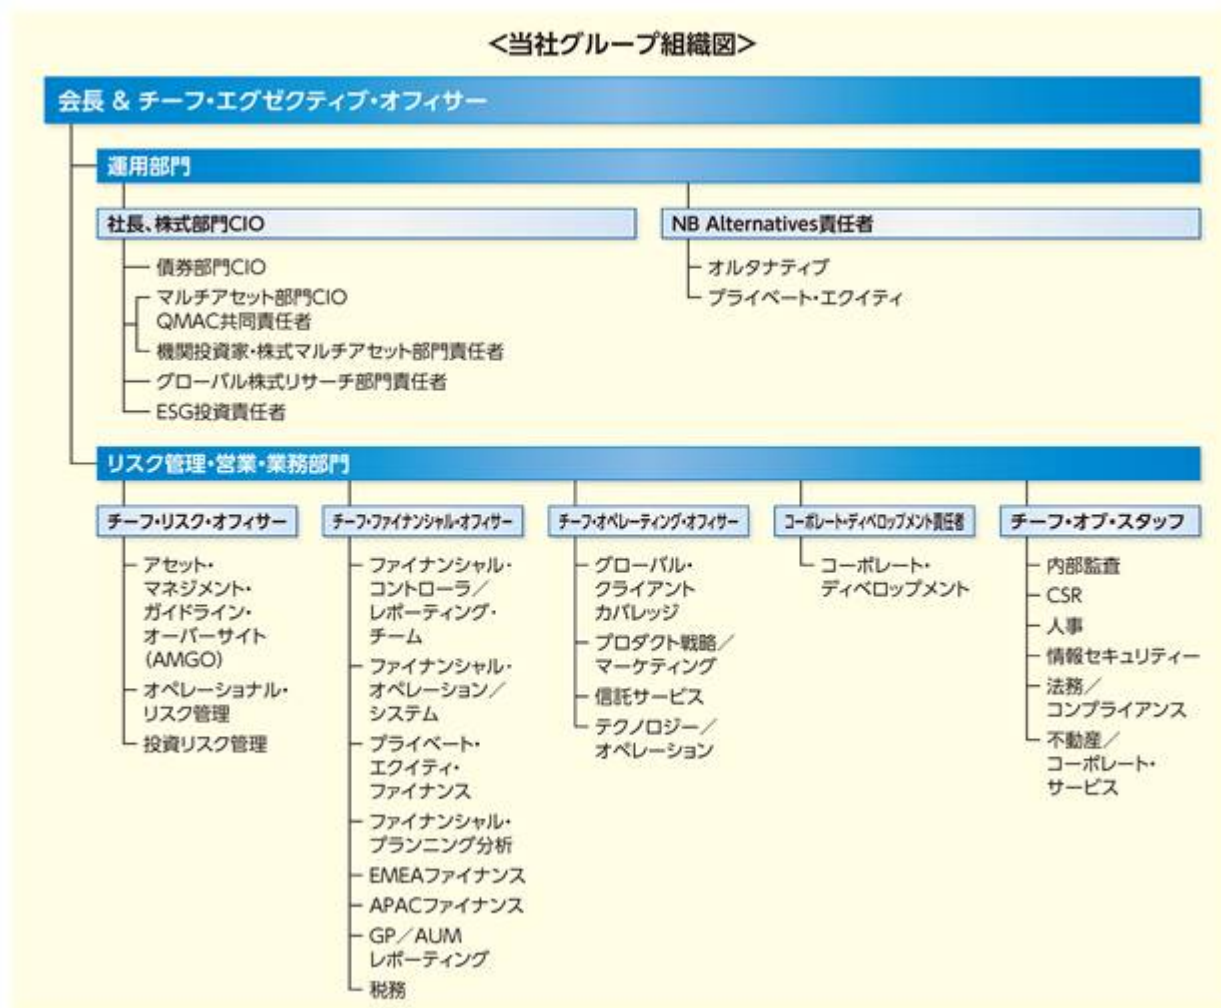 <当社グループ組織図>
会長 & チーフ・エグゼクティブ・オフィサー
運用部門
社長、株式部門CIO
債券部門CIO
マルチアセット部門CIO
QMAC共同責任者
機関投資家・株式マルチアセット部門責任者
グローバル株式リサーチ部門責任者
ESG投資責任者
NB Alternatives責任者
オルタナティブ
プライベート・エクイティ
リスク管理・営業・業務部門
チーフ・リスク・オフィサー
アセット・
マネジメント・
ガイドライン・
オーバーサイト
(AMGO)
オペレーショナル・
リスク管理
投資リスク管理
チーフ・ファイナンシャル・オフィサー
ファイナンシャル・
コントローラ／
レポーティング・
チーム
ファイナンシャル・
オペレーション／
システム
プライベート・
エクイティ・
ファイナンス
ファイナンシャル・
プランニング分析
EMEAファイナンス
APACファイナンス
GP／AUM
レポーティング
税務
チーフ・オペレーティング・オフィサー
グローバル・
クライアント
カバレッジ
プロダクト戦略／
マーケティング
信託サービス
テクノロジー／
オペレーション
コーポレート・ディベロップメント責任者
コーポレート・
ディベロップメント
チーフ・オブ・スタッフ
内部監査
CSR
人事
情報セキュリティー
法務／
コンプライアンス
不動産／
コーポレート・
サービス